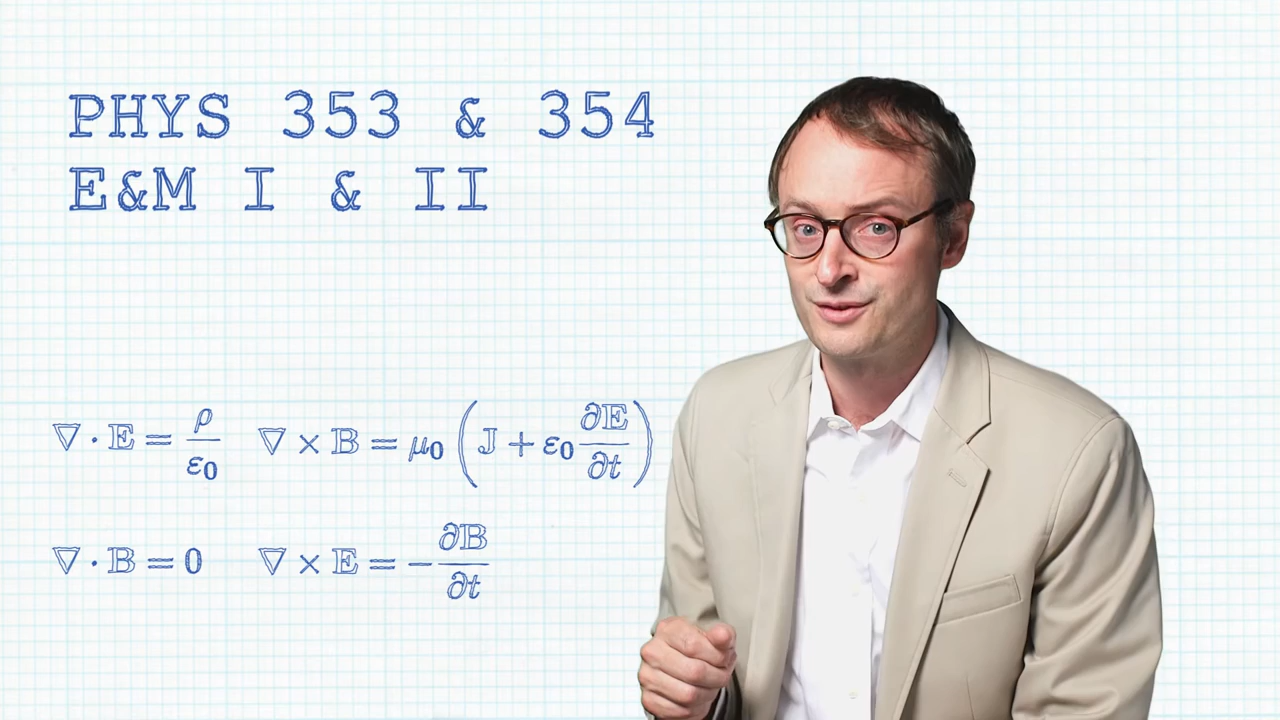 PHYS 353 & 354
E&M I & II
∇ · E = ρ/ε₀
∇ × B = μ₀ (J + ε₀ ∂E/∂t)
∇ · B = 0
∇ × E = −∂B/∂t